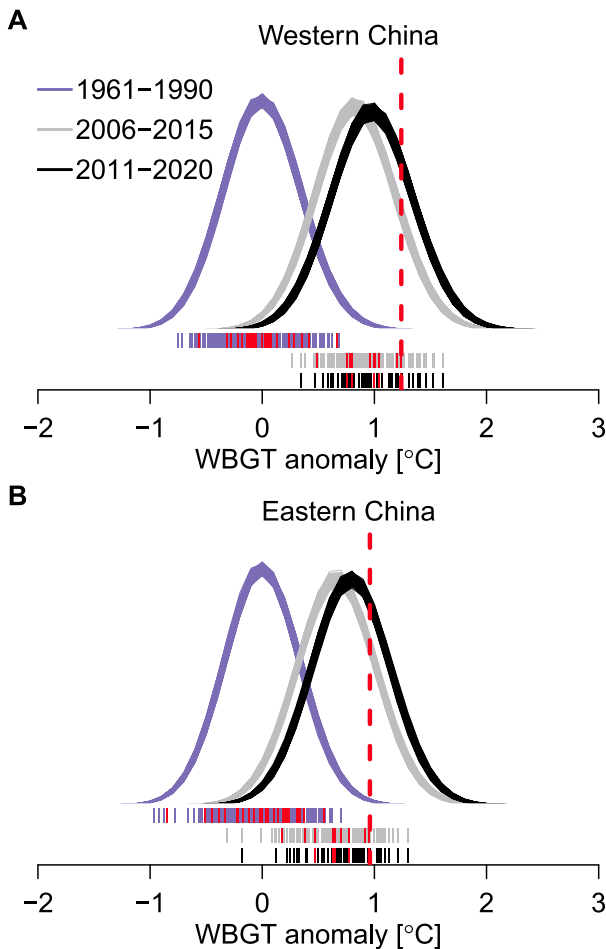 A
Western China
1961−1990
2006−2015
2011−2020
−2 −1 0 1 2 3
WBGT anomaly [°C]
B
Eastern China
−2 −1 0 1 2 3
WBGT anomaly [°C]